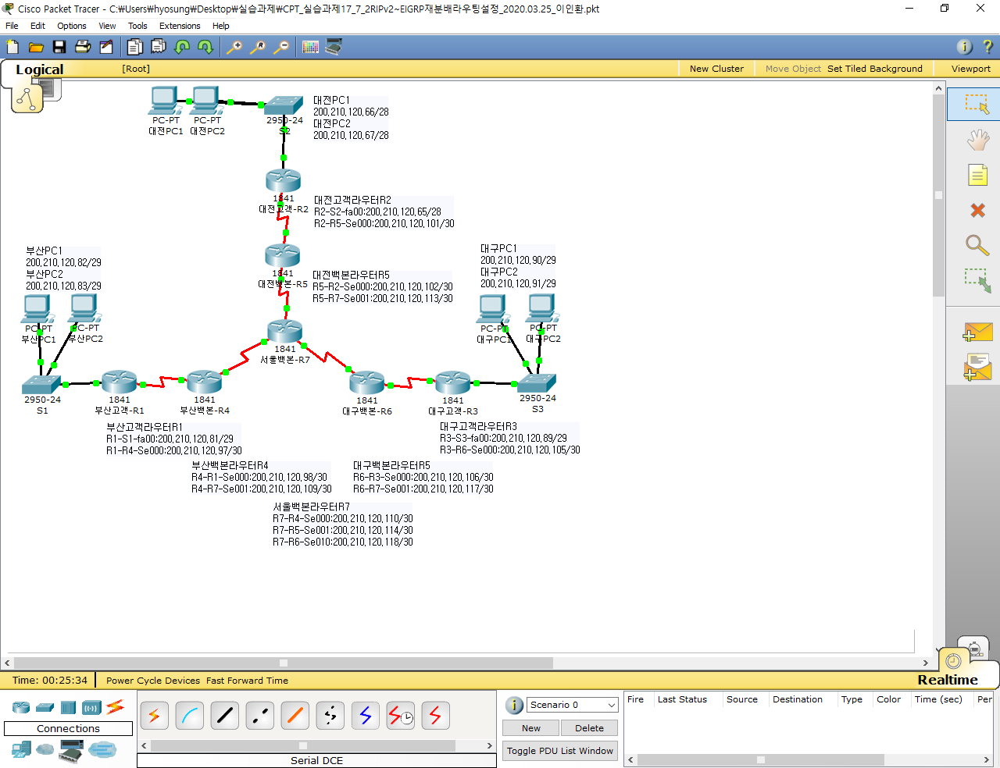 Cisco Packet Tracer - C:₩Users₩hyosung₩Desktop₩실습과제₩CPT_실습과제17_7_2RIPv2~EIGRP재분배라우팅설정_2020.03.25_이인환.pkt
File Edit Options View Tools Extensions Help
Logical [Root] New Cluster Move Object Set Tiled Background Viewport
PC-PT
대전PC1
PC-PT
대전PC2
2950-24
S2
대전PC1
200.210.120.66/28
대전PC2
200.210.120.67/28
1841
대전고객-R2
대전고객라우터R2
R2-S2-fa00:200.210.120.65/28
R2-R5-Se000:200.210.120.101/30
1841
대전백본-R5
대전백본라우터R5
R5-R2-Se000:200.210.120.102/30
R5-R7-Se001:200.210.120.113/30
부산PC1
200.210.120.82/29
부산PC2
200.210.120.83/29
PC-PT
부산PC1
PC-PT
부산PC2
대구PC1
200.210.120.90/29
대구PC2
200.210.120.91/29
PC-PT
대구PC1
PC-PT
대구PC2
1841
서울백본-R7
2950-24
S1
1841
부산고객-R1
1841
부산백본-R4
1841
대구백본-R6
1841
대구고객-R3
2950-24
S3
부산고객라우터R1
R1-S1-fa00:200.210.120.81/29
R1-R4-Se000:200.210.120.97/30
대구고객라우터R3
R3-S3-fa00:200.210.120.89/29
R3-R6-Se000:200.210.120.105/30
부산백본라우터R4
R4-R1-Se000:200.210.120.98/30
R4-R7-Se001:200.210.120.109/30
대구백본라우터R5
R6-R3-Se000:200.210.120.106/30
R6-R7-Se001:200.210.120.117/30
서울백본라우터R7
R7-R4-Se000:200.210.120.110/30
R7-R5-Se001:200.210.120.114/30
R7-R6-Se010:200.210.120.118/30
Time: 00:25:34 Power Cycle Devices Fast Forward Time Realtime
Connections
Serial DCE
Scenario 0
New Delete
Toggle PDU List Window
Fire Last Status Source Destination Type Color Time (sec) Per